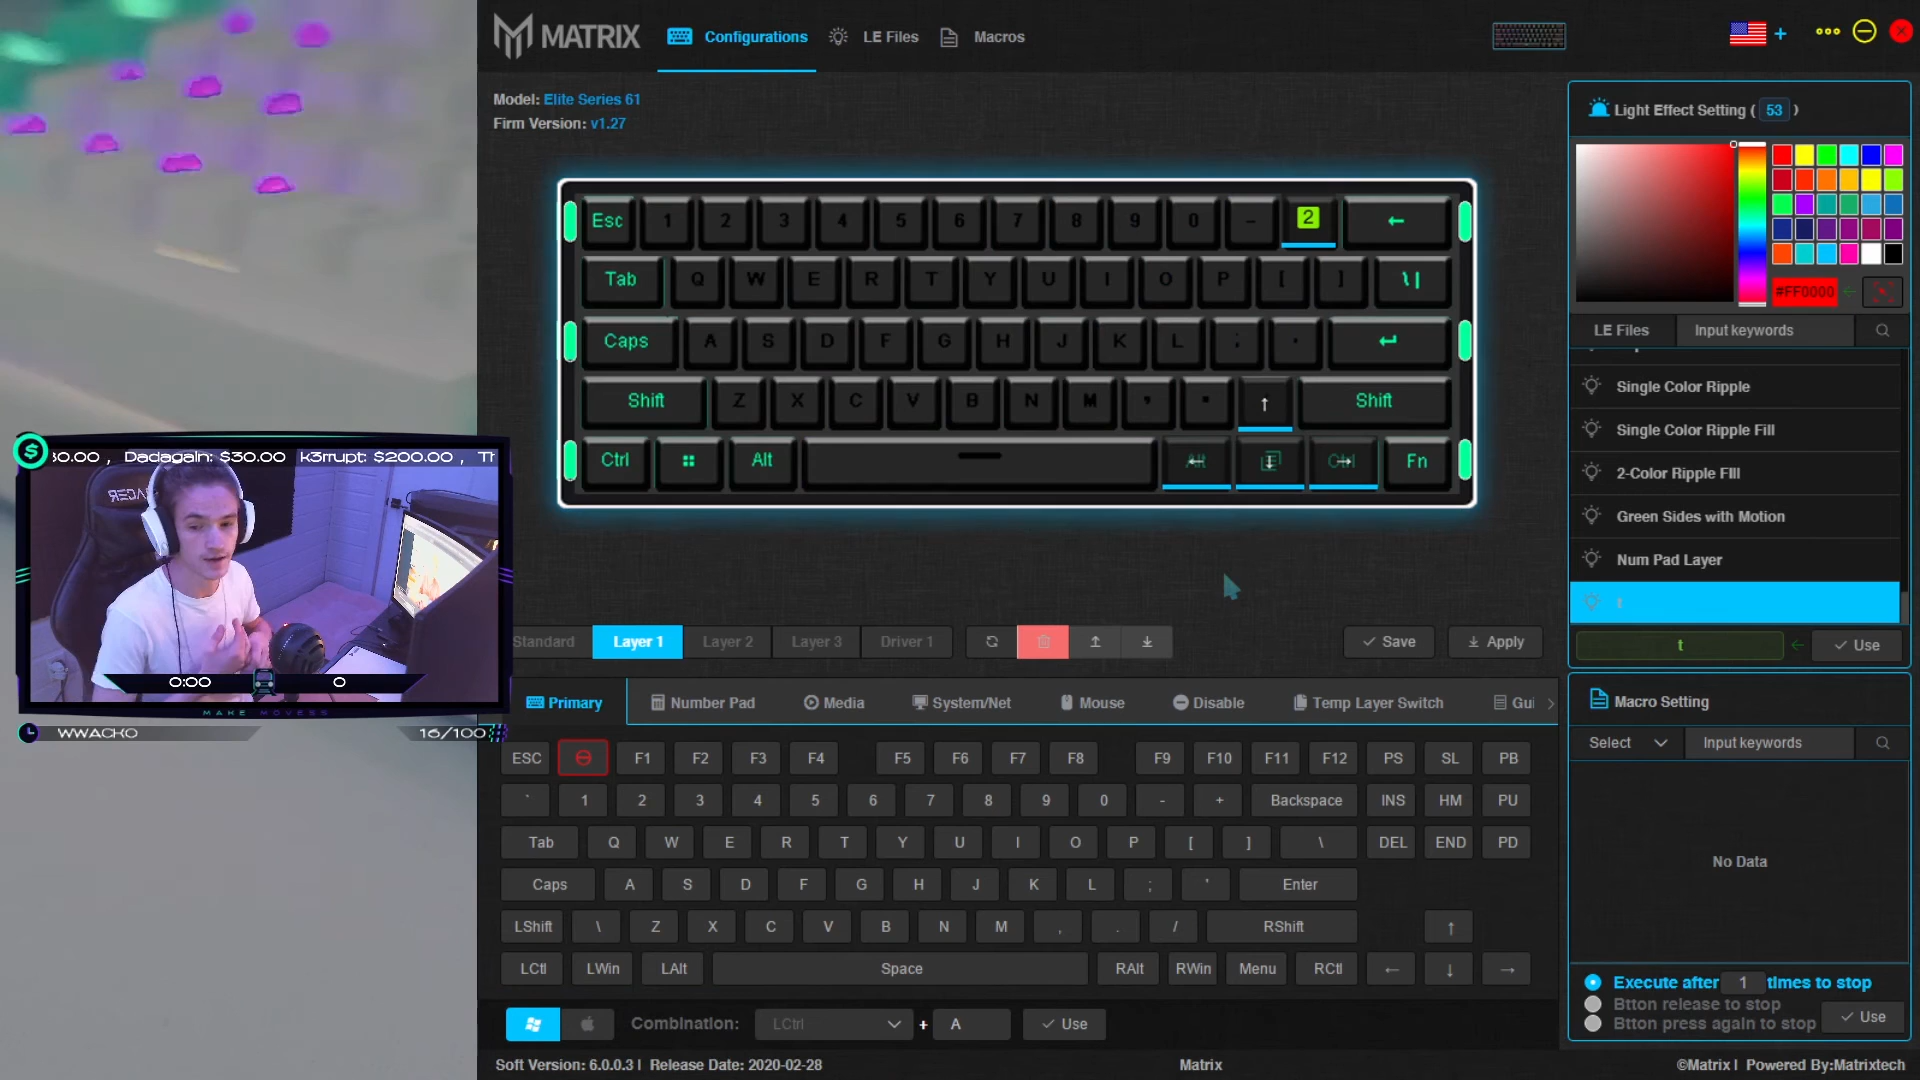 MATRIX
Configurations
LE Files
Macros
Model: Elite Series 61
Firm Version: v1.27
Esc 1 2 3 4 5 6 7 8 9 0 - 2 ←
Tab Q W E R T Y U I O P [ ] \ |
Caps A S D F G H J K L ; ↵
Shift Z X C V B N M , ↑ Shift
Ctrl Alt Alt ← ↓ Ctrl → Fn
Light Effect Setting ( 53 )
#FF0000
LE Files Input keywords
Single Color Ripple
Single Color Ripple Fill
2-Color Ripple FIll
Green Sides with Motion
Num Pad Layer
t
t ← Use
$
30.00 , Dadagain: $30.00 k3rrupt: $200.00 ,
0:00 0
MAKE MOVESS
WWACKO 16/100
Standard Layer 1 Layer 2 Layer 3 Driver 1
Save Apply
Primary Number Pad Media System/Net Mouse Disable Temp Layer Switch Gui
ESC F1 F2 F3 F4 F5 F6 F7 F8 F9 F10 F11 F12 PS SL PB
` 1 2 3 4 5 6 7 8 9 0 - + Backspace INS HM PU
Tab Q W E R T Y U I O P [ ] \ DEL END PD
Caps A S D F G H J K L ; ' Enter
LShift \ Z X C V B N M , . / RShift ↑
LCtl LWin LAlt Space RAlt RWin Menu RCtl ← ↓ →
Combination: LCtrl + A Use
Macro Setting
Select Input keywords
No Data
Execute after 1 times to stop
Btton release to stop
Btton press again to stop
Use
Soft Version: 6.0.0.3 | Release Date: 2020-02-28
Matrix
©Matrix | Powered By:Matrixtech